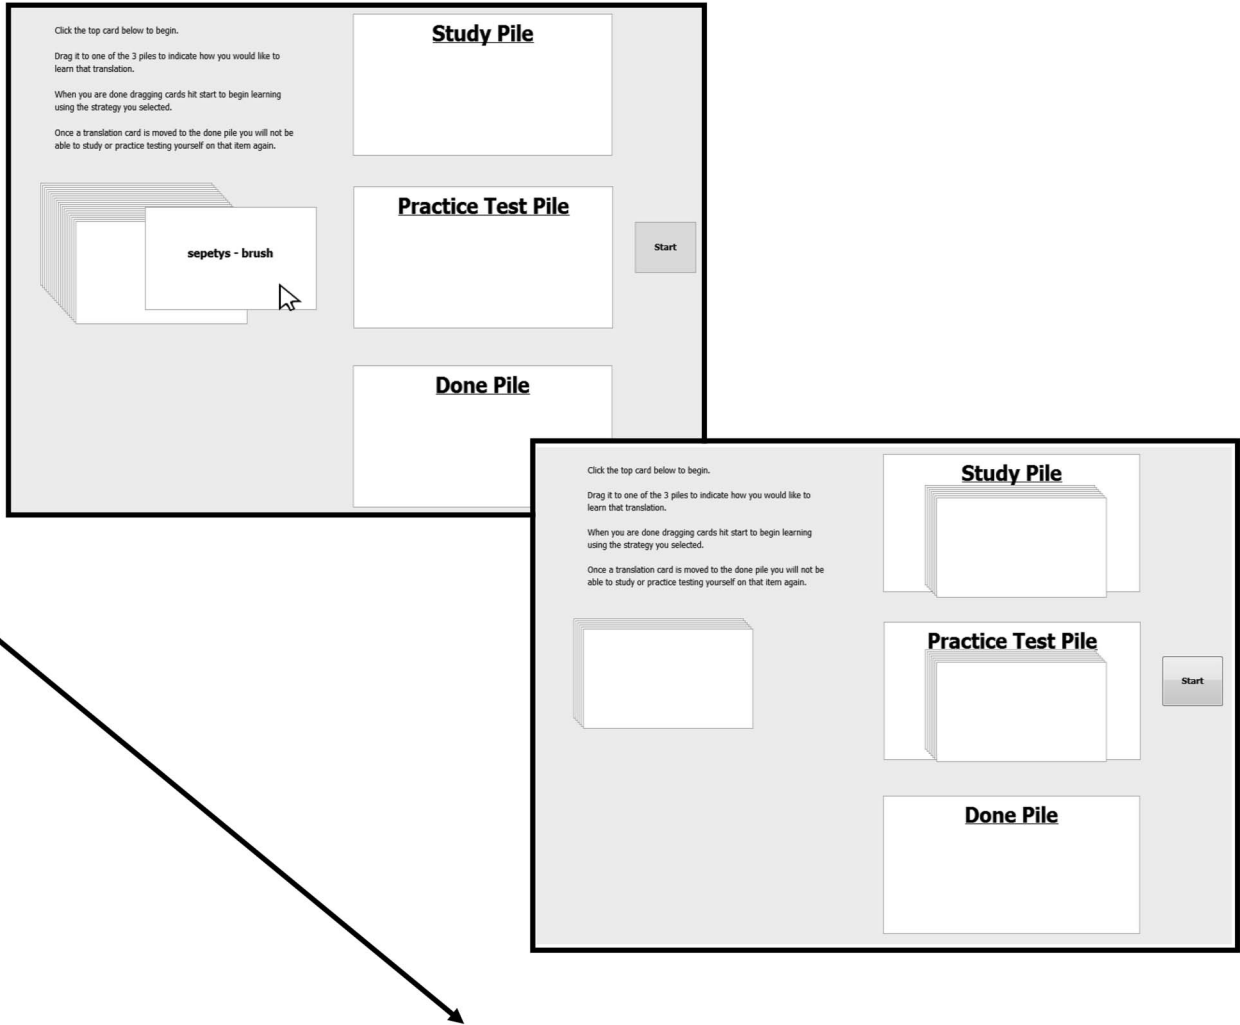 Click the top card below to begin.
Drag it to one of the 3 piles to indicate how you would like to
learn that translation.
When you are done dragging cards hit start to begin learning
using the strategy you selected.
Once a translation card is moved to the done pile you will not be
able to study or practice testing yourself on that item again.
sepetys - brush
Study Pile
Practice Test Pile
Done Pile
Start
Click the top card below to begin.
Drag it to one of the 3 piles to indicate how you would like to
learn that translation.
When you are done dragging cards hit start to begin learning
using the strategy you selected.
Once a translation card is moved to the done pile you will not be
able to study or practice testing yourself on that item again.
Study Pile
Practice Test Pile
Done Pile
Start